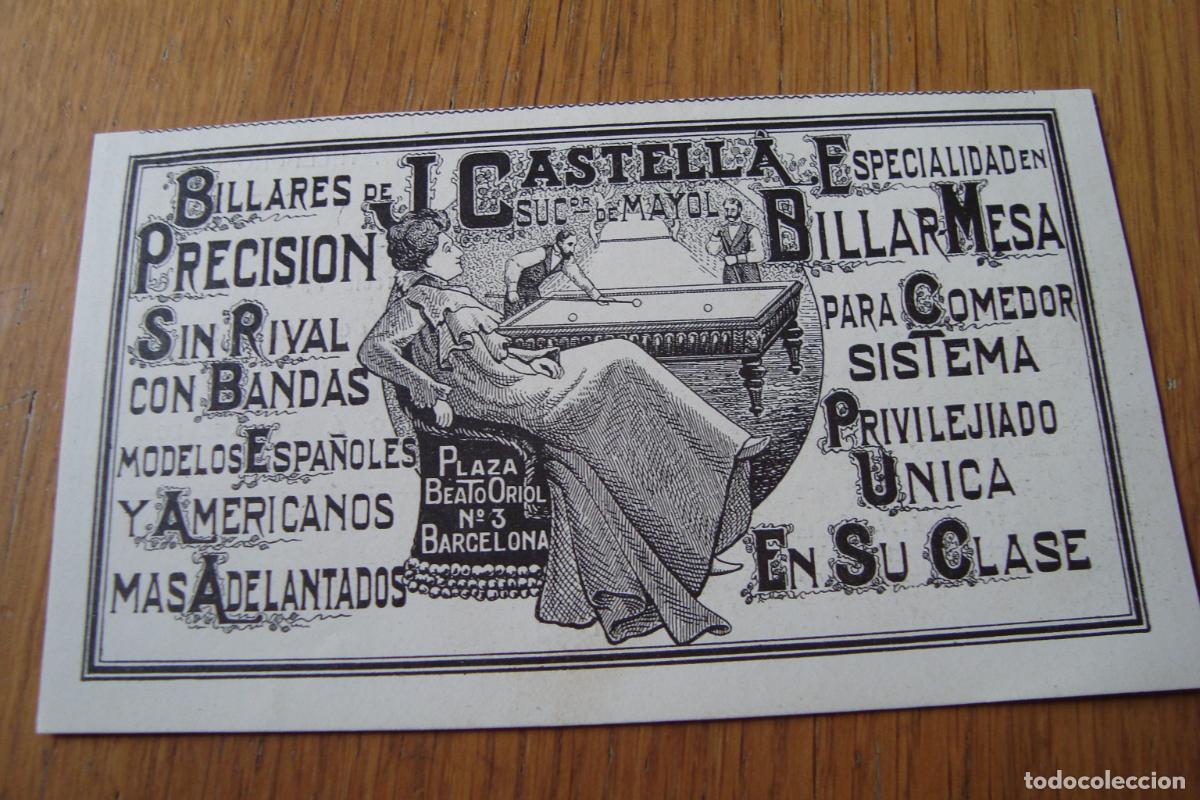 BILLARES DE
PRECISION
SIN RIVAL
CON BANDAS
MODELOS ESPAÑOLES
Y AMERICANOS
MAS ADELANTADOS
J. CASTELLÁ
SUCOR DE MAYOL
PLAZA
BEATO ORIOL
Nº 3
BARCELONA
ESPECIALIDAD EN
BILLAR-MESA
PARA COMEDOR
SISTEMA
PRIVILEJIADO
UNICA
EN SU CLASE
todocoleccion